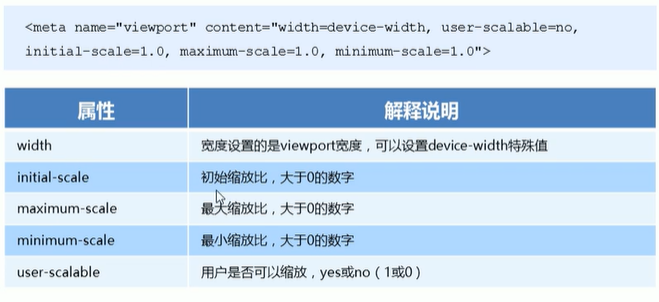 <meta name="viewport" content="width=device-width, user-scalable=no,
initial-scale=1.0, maximum-scale=1.0, minimum-scale=1.0">
属性 解释说明
width 宽度设置的是viewport宽度，可以设置device-width特殊值
initial-scale 初始缩放比，大于0的数字
maximum-scale 最大缩放比，大于0的数字
minimum-scale 最小缩放比，大于0的数字
user-scalable 用户是否可以缩放，yes或no（1或0）